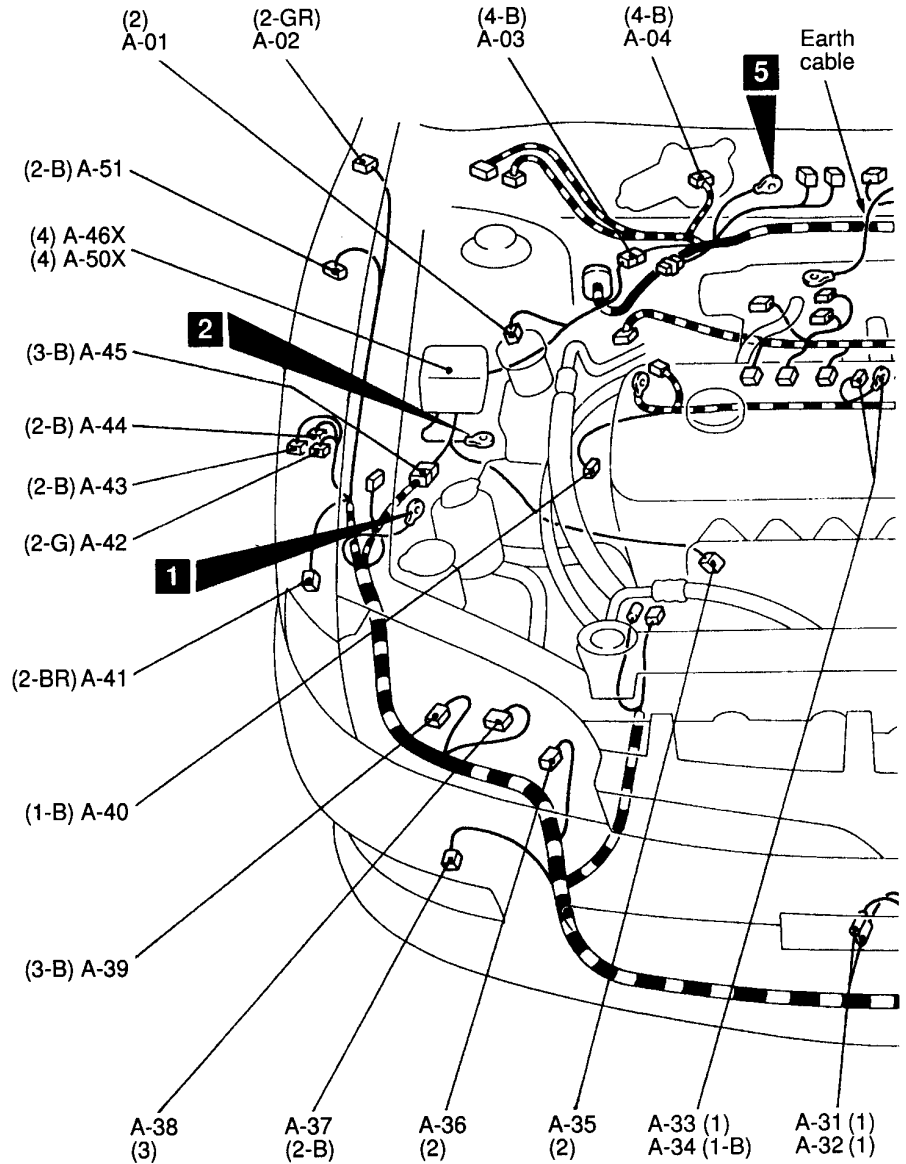 (2)
A-01
(2-GR)
A-02
(4-B)
A-03
(4-B)
A-04
Earth
cable
5
(2-B) A-51
(4) A-46X
(4) A-50X
2
(3-B) A-45
(2-B) A-44
(2-B) A-43
(2-G) A-42
1
(2-BR) A-41
(1-B) A-40
(3-B) A-39
A-38
(3)
A-37
(2-B)
A-36
(2)
A-35
(2)
A-33 (1)
A-34 (1-B)
A-31 (1)
A-32 (1)